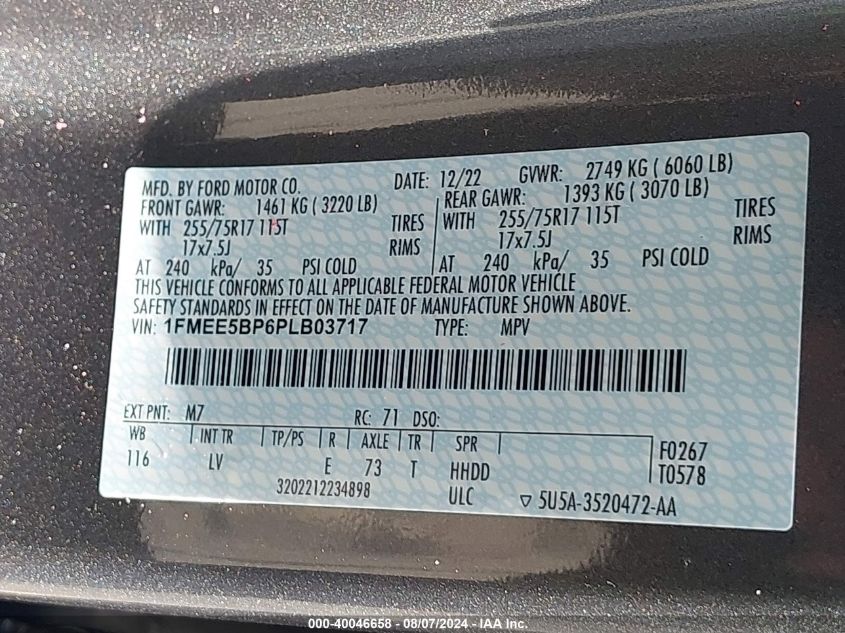 MFD. BY FORD MOTOR CO. DATE: 12/22 GVWR: 2749 KG ( 6060 LB)
FRONT GAWR: 1461 KG ( 3220 LB) REAR GAWR: 1393 KG ( 3070 LB)
WITH 255/75R17 115T TIRES WITH 255/75R17 115T TIRES
17x7.5J RIMS 17x7.5J RIMS
AT 240 kPa/ 35 PSI COLD AT 240 kPa/ 35 PSI COLD
THIS VEHICLE CONFORMS TO ALL APPLICABLE FEDERAL MOTOR VEHICLE
SAFETY STANDARDS IN EFFECT ON THE DATE OF MANUFACTURE SHOWN ABOVE.
VIN: 1FMEE5BP6PLB03717 TYPE: MPV
EXT PNT: M7 RC: 71 DSO:
WB INT TR TP/PS R AXLE TR SPR F0267
116 LV E 73 T HHDD T0578
3202212234898 ULC ▽ 5U5A-3520472-AA
000-40046658 - 08/07/2024 - IAA Inc.